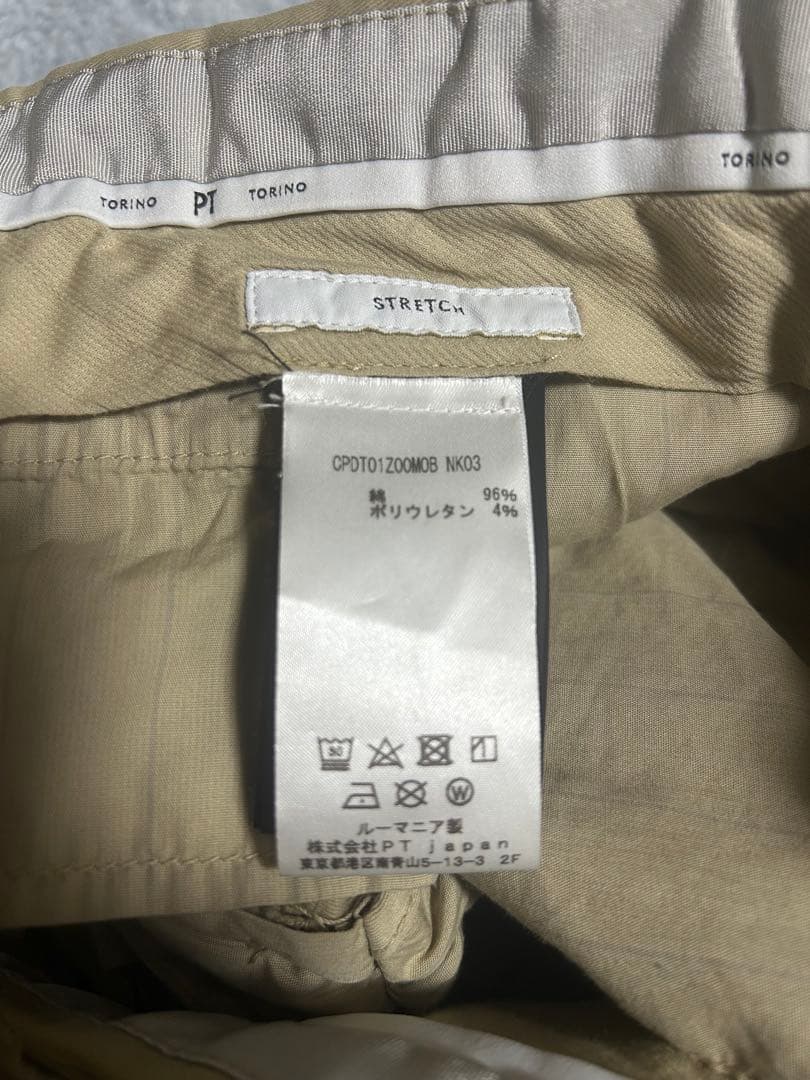 TORINO PT TORINO TORINO
STRETCH
CPDT01Z00MOB NK03
綿 96%
ポリウレタン 4%
30
W
ルーマニア製
株式会社PT japan
東京都港区南青山5-13-3 2F